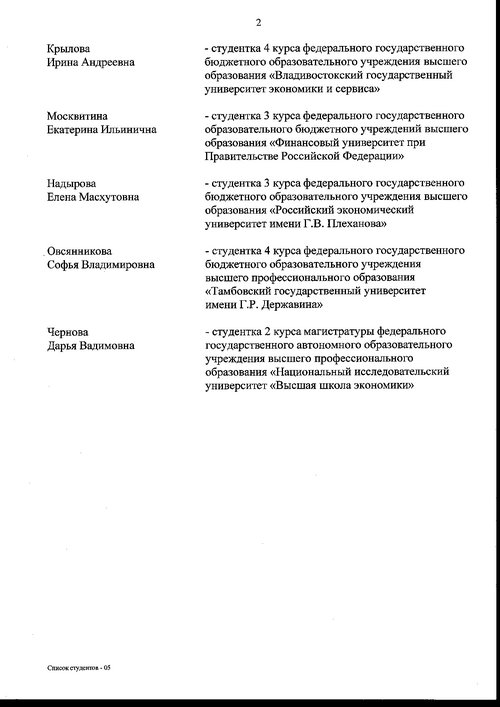 2
Крылова
Ирина Андреевна
- студентка 4 курса федерального государственного
бюджетного образовательного учреждения высшего
образования «Владивостокский государственный
университет экономики и сервиса»
Москвитина
Екатерина Ильинична
- студентка 3 курса федерального государственного
образовательного бюджетного учреждений высшего
образования «Финансовый университет при
Правительстве Российской Федерации»
Надырова
Елена Масхутовна
- студентка 3 курса федерального государственного
бюджетного образовательного учреждения высшего
образования «Российский экономический
университет имени Г.В. Плеханова»
Овсянникова
Софья Владимировна
- студентка 4 курса федерального государственного
бюджетного образовательного учреждения
высшего профессионального образования
«Тамбовский государственный университет
имени Г.Р. Державина»
Чернова
Дарья Вадимовна
- студентка 2 курса магистратуры федерального
государственного автономного образовательного
учреждения высшего профессионального
образования «Национальный исследовательский
университет «Высшая школа экономики»
Список студентов - 05